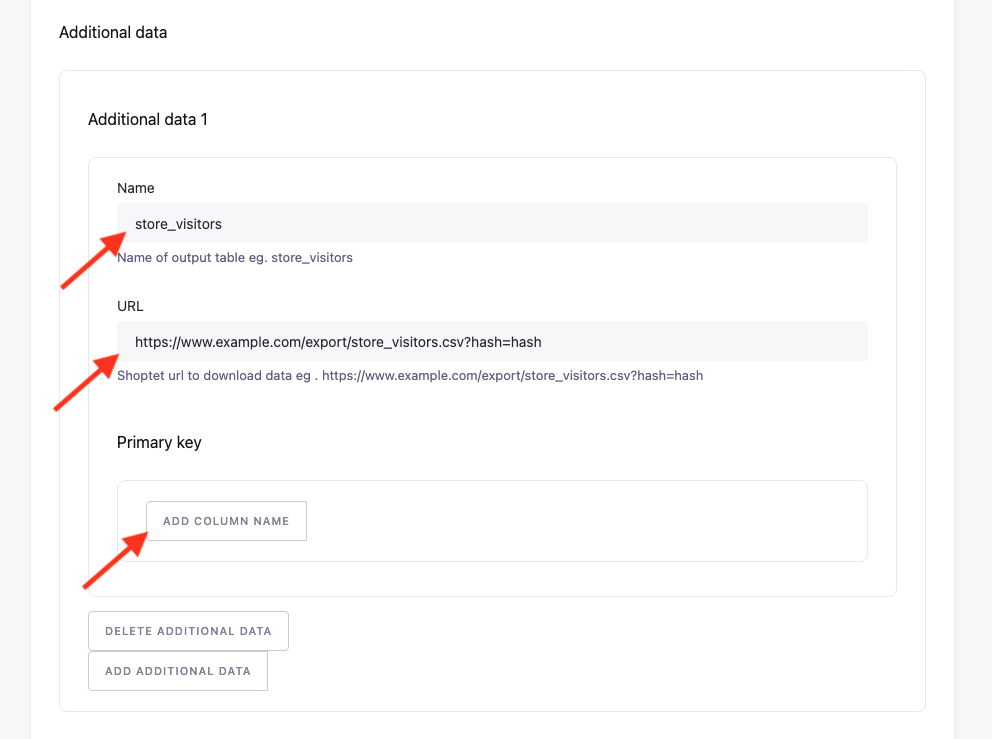 Additional data
Additional data 1
Name
store_visitors
Name of output table eg. store_visitors
URL
https://www.example.com/export/store_visitors.csv?hash=hash
Shoptet url to download data eg . https://www.example.com/export/store_visitors.csv?hash=hash
Primary key
ADD COLUMN NAME
DELETE ADDITIONAL DATA
ADD ADDITIONAL DATA